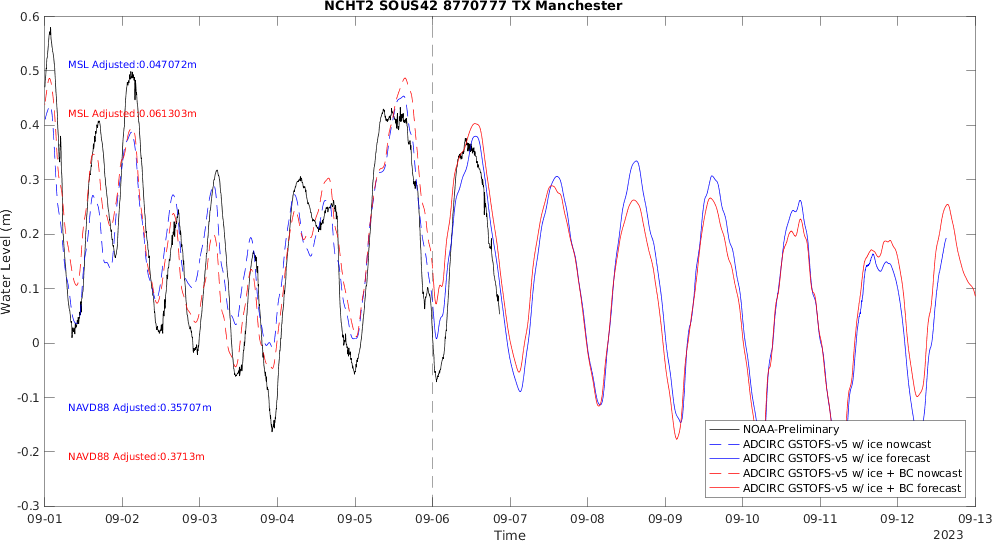 NCHT2 SOUS42 8770777 TX Manchester
0.6
0.5
0.4
0.3
0.2
0.1
0
-0.1
-0.2
-0.3
Water Level (m)
MSL Adjusted:0.047072m
MSL Adjusted:0.061303m
NAVD88 Adjusted:0.35707m
NAVD88 Adjusted:0.3713m
NOAA-Preliminary
ADCIRC GSTOFS-v5 w/ ice nowcast
ADCIRC GSTOFS-v5 w/ ice forecast
ADCIRC GSTOFS-v5 w/ ice + BC nowcast
ADCIRC GSTOFS-v5 w/ ice + BC forecast
09-01 09-02 09-03 09-04 09-05 09-06 09-07 09-08 09-09 09-10 09-11 09-12 09-13
Time
2023